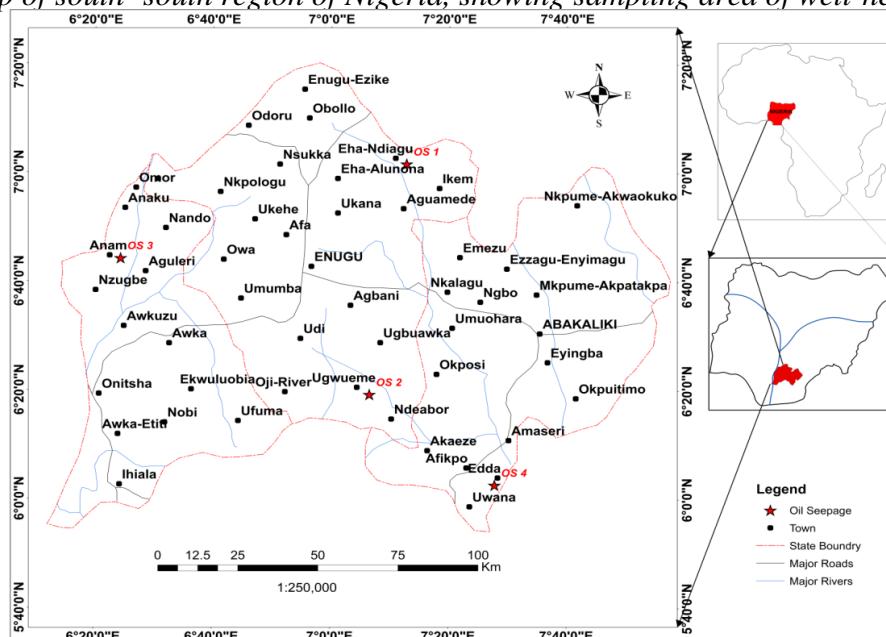 of south- south region of Nigeria, showing sampling area of
7°20'0"N
7°0'0"N
6°40'0"N
6°20'0"N
6°0'0"N
5°40'0"N
6°20'0"E
6°40'0"E
7°0'0"E
7°20'0"E
7°40'0"E
N
W
E
S
Enugu-Ezike
Obollo
Odoru
Eha-Ndiagu
OS 1
Nsukka
Eha-Alunona
Ikem
Omor
Nkpologu
Anaku
Ukana
Aguamede
Nkpume-Akwaokuko
Nando
Ukehe
Afa
Anam
OS 3
Aguleri
Owa
ENUGU
Emezu
Ezzagu-Enyimagu
Nzugbe
Umumba
Agbani
Nkalagu
Ngbo
Mkpume-Akpatakpa
Awkuzu
Awka
Udi
Ugbuawka
Umuohara
ABAKALIKI
Eyingba
Okposi
Onitsha
Ekwuluobia
Oji-River
Ugwueme
OS 2
Okpuitimo
Awka-Etiti
Nobi
Ufuma
Ndeabor
Amaseri
Akaeze
Afikpo
Edda
OS 4
Ihiala
Uwana
0 12.5 25 50 75 100
Km
1:250,000
6°20'0"E
6°40'0"E
7°0'0"E
7°20'0"E
7°40'0"E
7°20'0"N
7°0'0"N
6°40'0"N
6°20'0"N
6°0'0"N
5°40'0"N
Legend
Oil Seepage
Town
State Boundry
Major Roads
Major Rivers